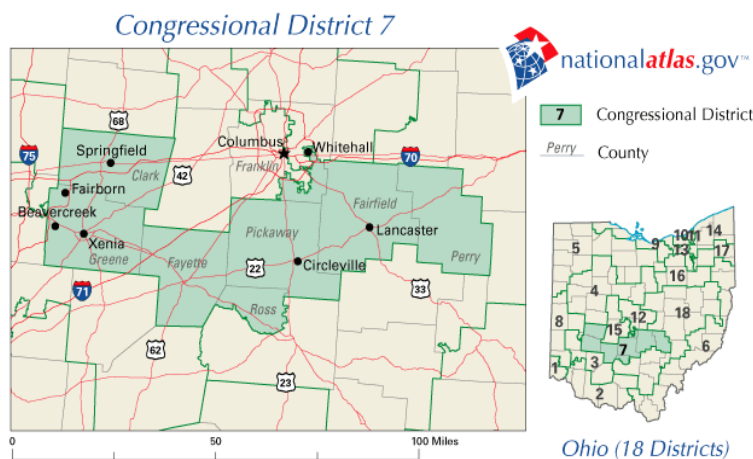 Congressional District 7
nationalatlas.gov™
7 Congressional District
Perry County
68
75
Springfield
Clark
42
Columbus
Franklin
Whitehall
70
Fairborn
Beavercreek
Xenia
Greene
Fairfield
Pickaway
Lancaster
Perry
Fayette
22
Circleville
71
Ross
33
62
23
0 50 100 Miles
5
9
10
11
14
13
17
16
4
12
18
8
15
7
6
3
1
2
Ohio (18 Districts)